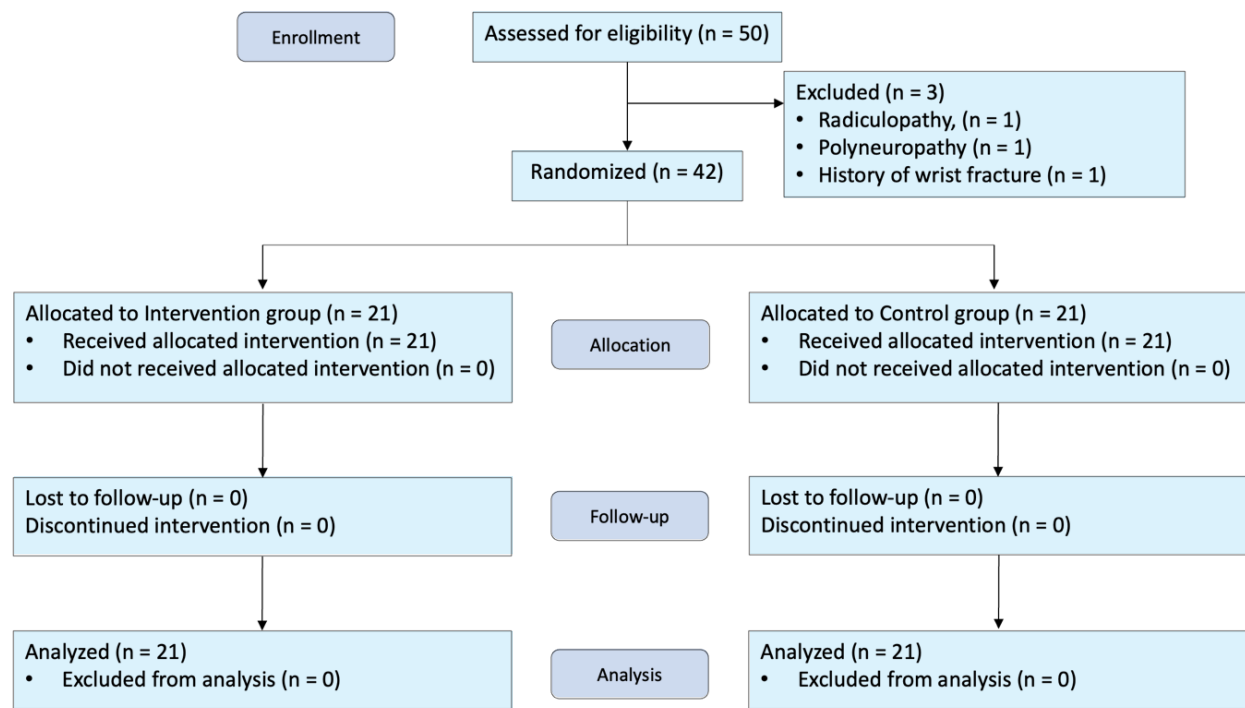 Enrollment
Assessed for eligibility (n = 50)
Excluded (n = 3)
• Radiculopathy, (n = 1)
• Polyneuropathy (n = 1)
• History of wrist fracture (n = 1)
Randomized (n = 42)
Allocated to Intervention group (n = 21)
• Received allocated intervention (n = 21)
• Did not received allocated intervention (n = 0)
Allocation
Allocated to Control group (n = 21)
• Received allocated intervention (n = 21)
• Did not received allocated intervention (n = 0)
Lost to follow-up (n = 0)
Discontinued intervention (n = 0)
Follow-up
Lost to follow-up (n = 0)
Discontinued intervention (n = 0)
Analyzed (n = 21)
• Excluded from analysis (n = 0)
Analysis
Analyzed (n = 21)
• Excluded from analysis (n = 0)